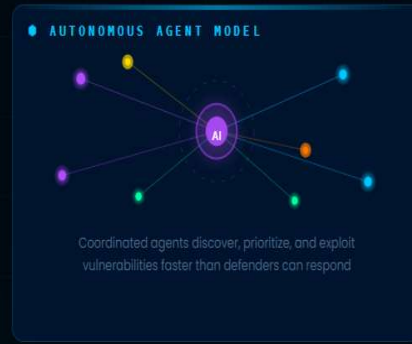 AUTONOMOUS AGENT MODEL
AI
Coordinated agents discover, prioritize, and exploit
vulnerabilities faster than defenders can respond